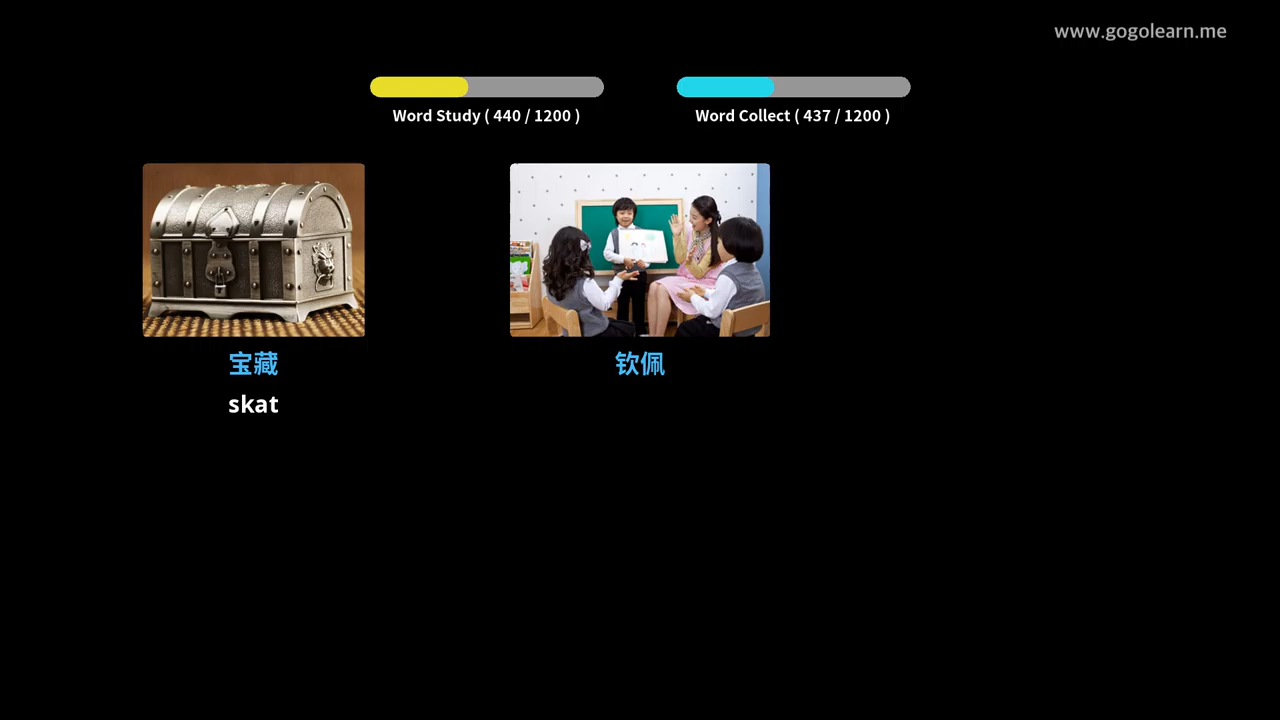 www.gogolearn.me
Word Study ( 440 / 1200 )
Word Collect ( 437 / 1200 )
宝藏
钦佩
skat